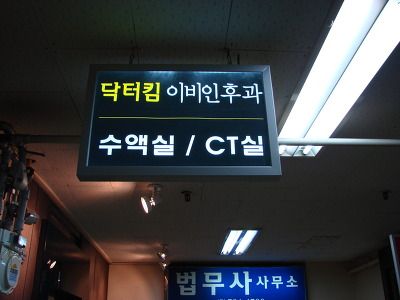 닥터킴 이비인후과
수액실 / CT실
법무사 사무소